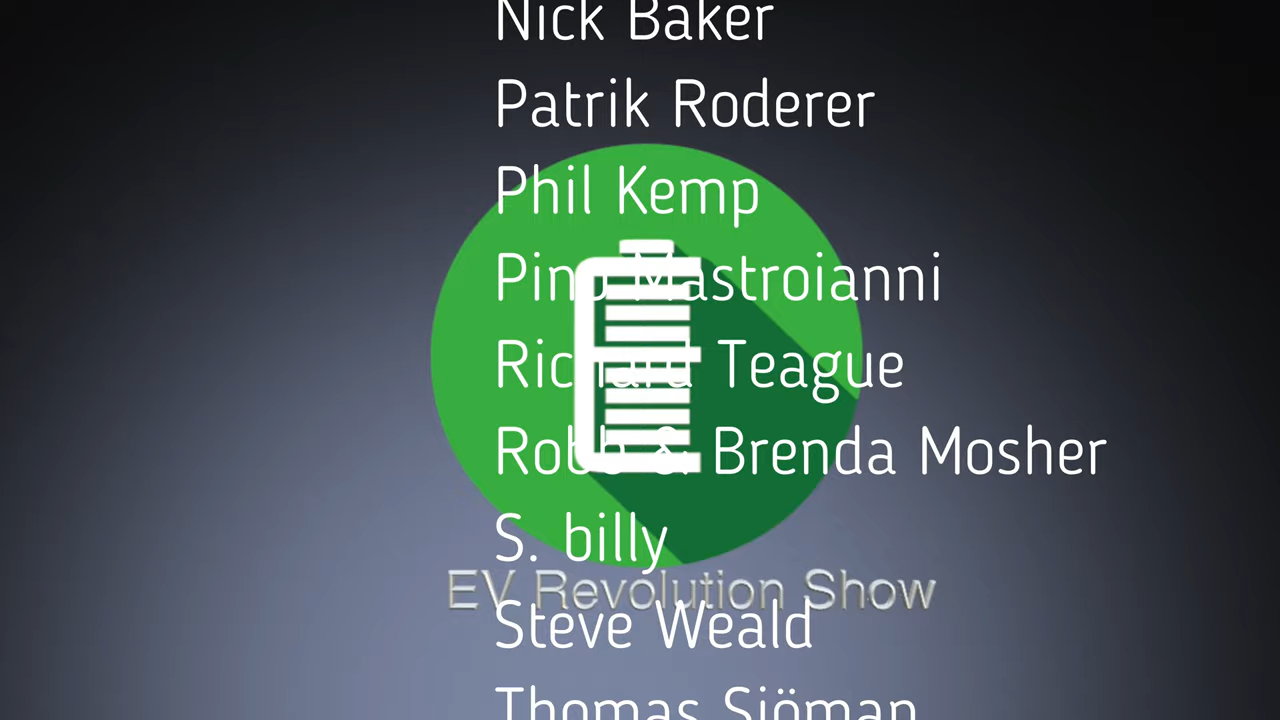 Nick Baker
Patrik Roderer
Phil Kemp
Pino Mastroianni
Richard Teague
Robb & Brenda Mosher
S. billy
EV Revolution Show
Steve Weald
Thomas Sjöman